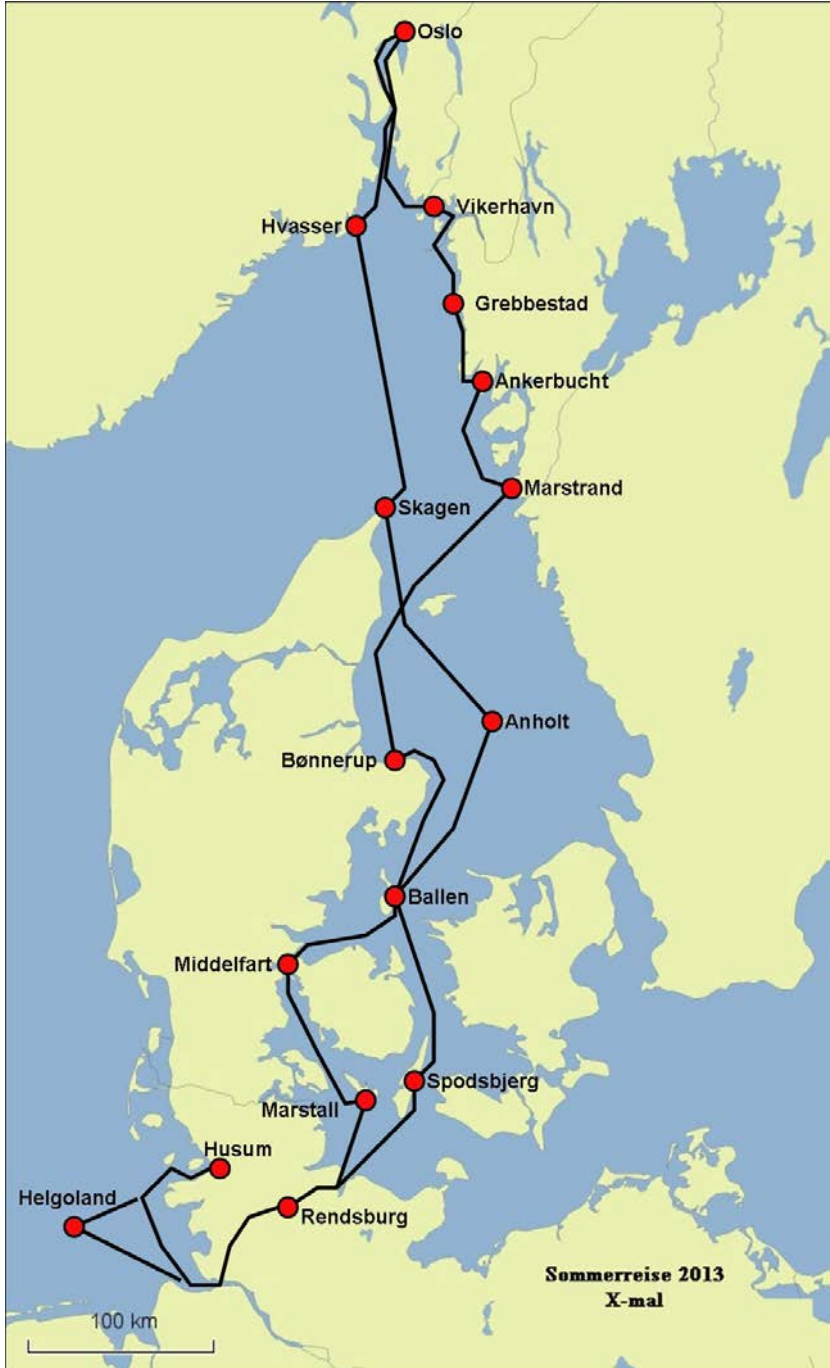 Oslo
Vikerhavn
Hvasser
Grebbestad
Ankerbucht
Marstrand
Skagen
Anholt
Bønnerup
Ballen
Middelfart
Spodsbjerg
Marstall
Husum
Helgoland
Rendsburg
Sommerreise 2013
X-mal
100 km